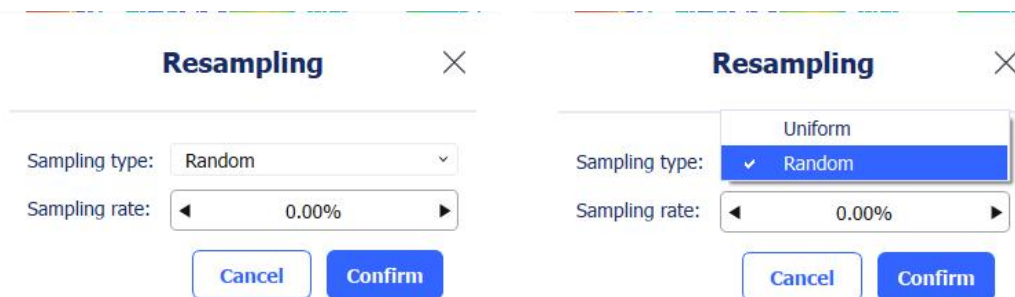 Resampling
Sampling type: Random
Sampling rate: 0.00%
Cancel Confirm
Resampling
Uniform
Sampling type: Random
Sampling rate: 0.00%
Cancel Confirm